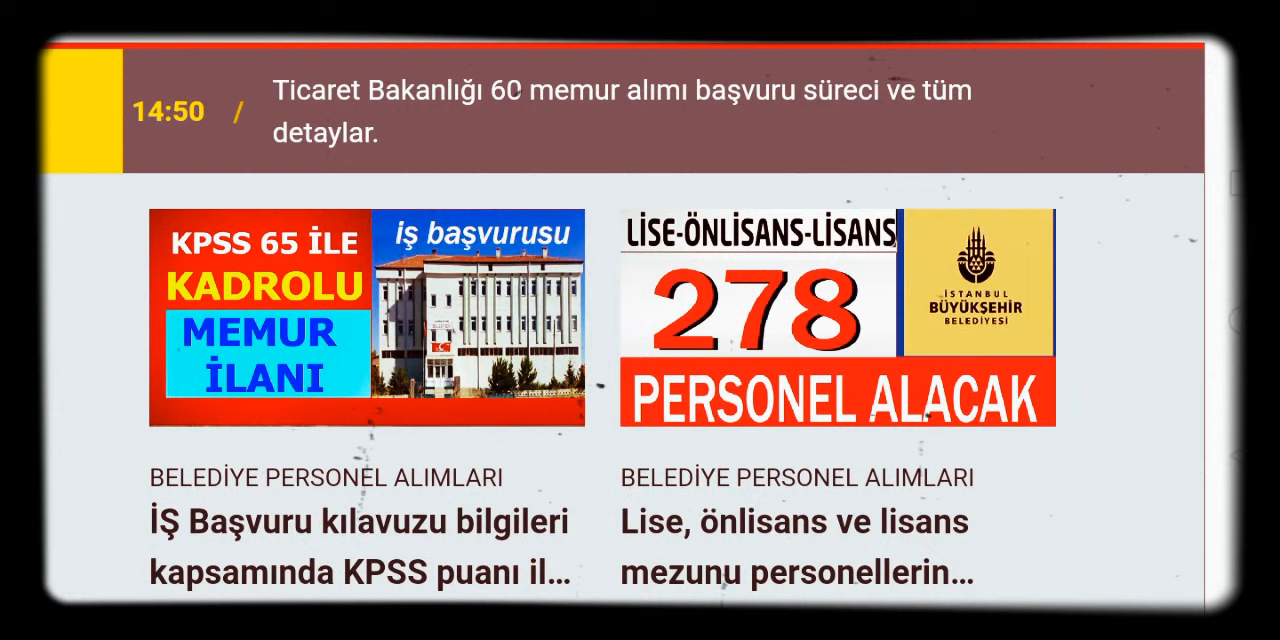 14:50 / Ticaret Bakanlığı 60 memur alımı başvuru süreci ve tüm
detaylar.
KPSS 65 İLE
KADROLU
MEMUR
İLANI
iş başvurusu
LİSE-ÖNLİSANS-LİSANS
278
İSTANBUL
BÜYÜKŞEHİR
BELEDİYESİ
PERSONEL ALACAK
BELEDİYE PERSONEL ALIMLARI
İŞ Başvuru kılavuzu bilgileri
kapsamında KPSS puanı il...
BELEDİYE PERSONEL ALIMLARI
Lise, önlisans ve lisans
mezunu personellerin...